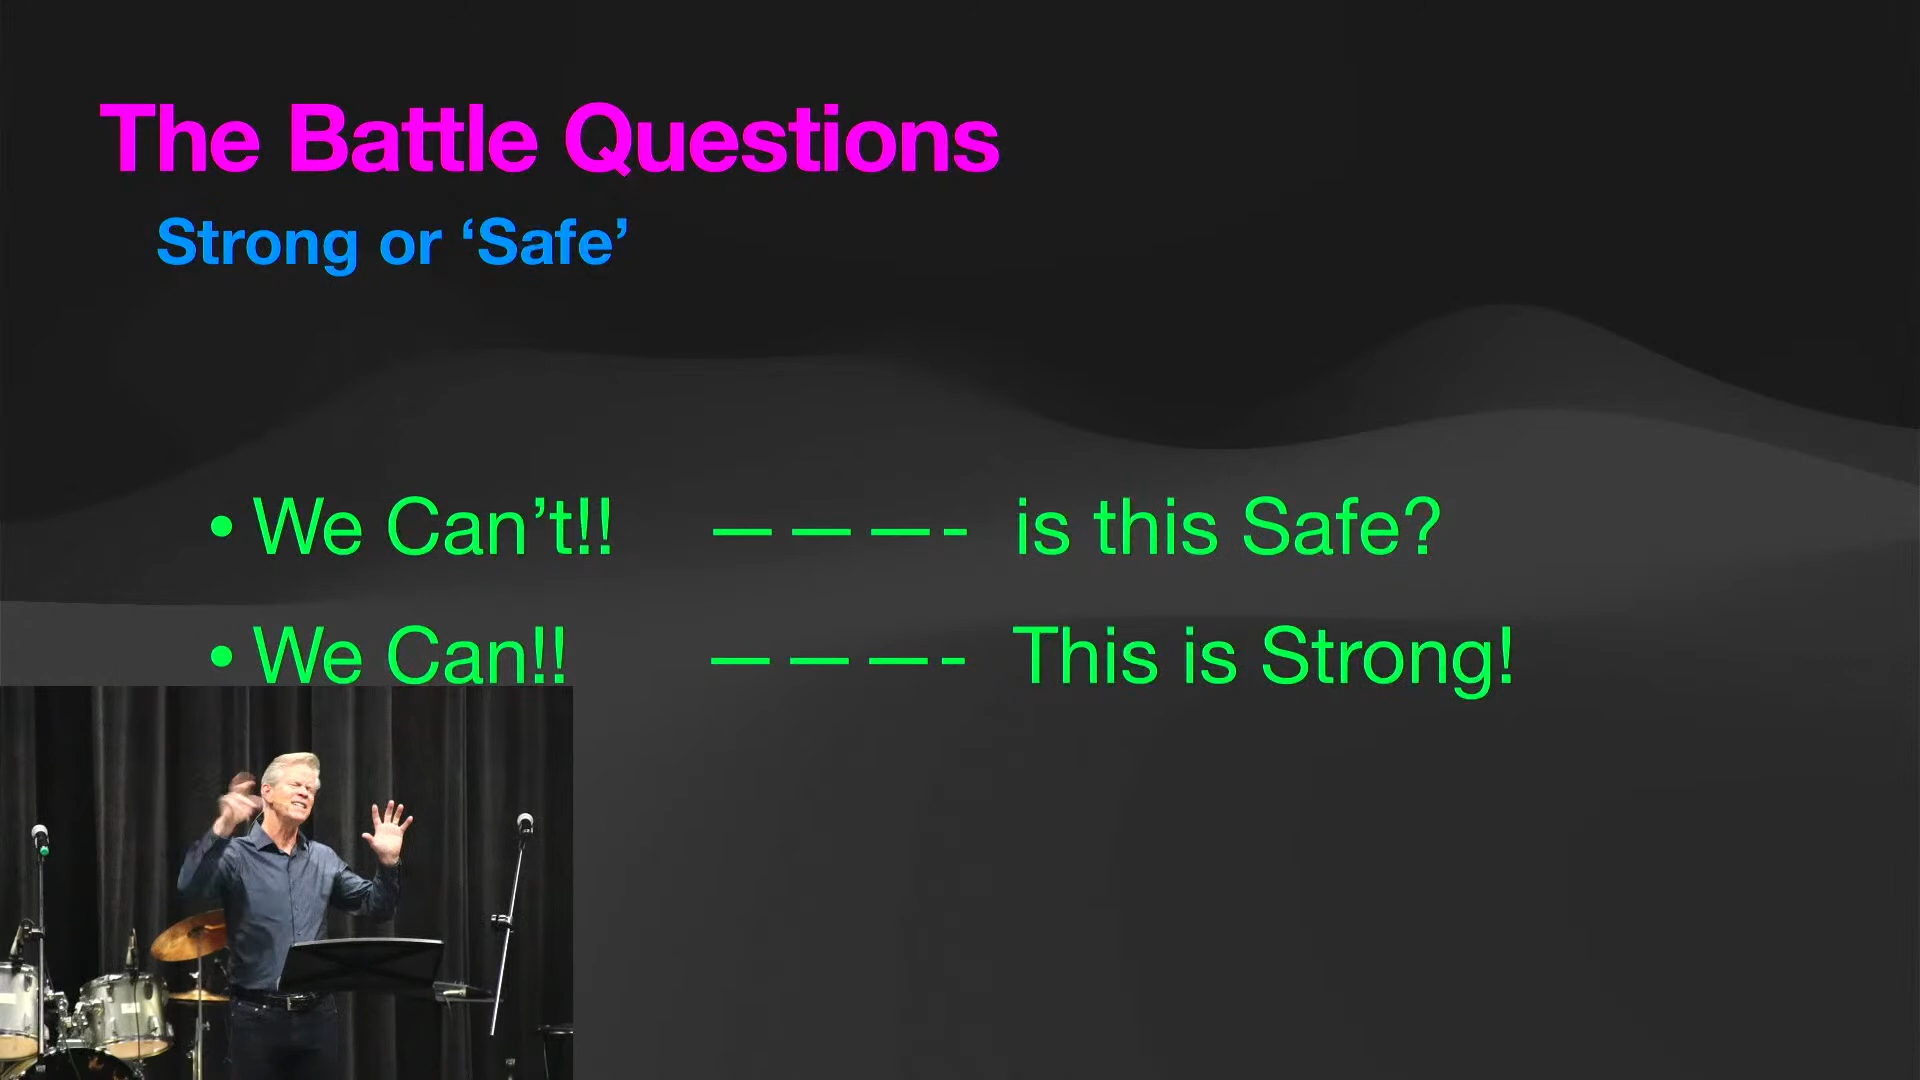 The Battle Questions
Strong or ‘Safe’
• We Can’t!! — — — - is this Safe?
• We Can!! — — — - This is Strong!